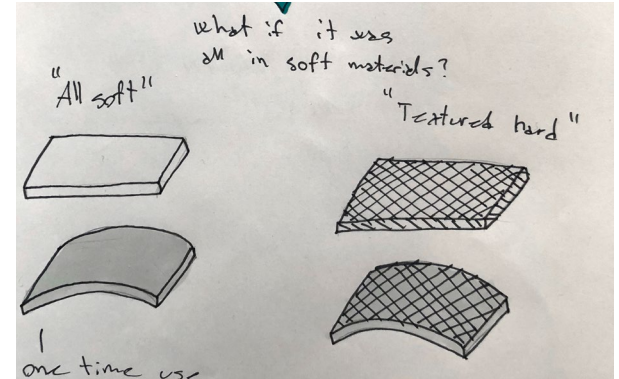 what if it was
all in soft materials?
"All soft"
"Textured hard"
one time use